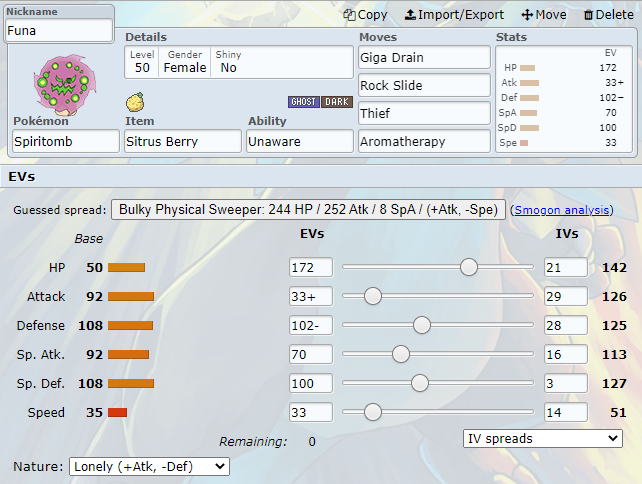 Nickname
Funa
Copy Import/Export Move Delete
Details Moves Stats
Level Gender Shiny
50 Female No
Giga Drain
Rock Slide
Thief
Aromatherapy
EV
HP 172
Atk 33+
Def 102−
SpA 70
SpD 100
Spe 33
GHOST DARK
Pokémon Item Ability
Spiritomb Sitrus Berry Unaware
EVs
Guessed spread: Bulky Physical Sweeper: 244 HP / 252 Atk / 8 SpA / (+Atk, -Spe) (Smogon analysis)
Base EVs IVs
HP 50 172 21 142
Attack 92 33+ 29 126
Defense 108 102- 28 125
Sp. Atk. 92 70 16 113
Sp. Def. 108 100 3 127
Speed 35 33 14 51
Remaining: 0 IV spreads
Nature: Lonely (+Atk, -Def)